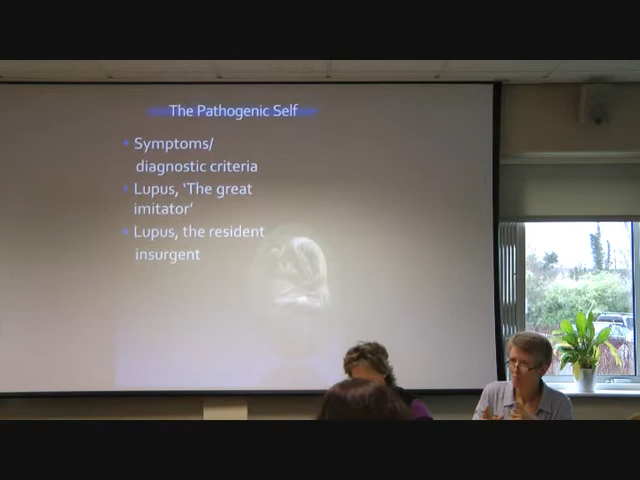 The Pathogenic Self
Symptoms/
diagnostic criteria
Lupus, ‘The great
imitator’
Lupus, the resident
insurgent